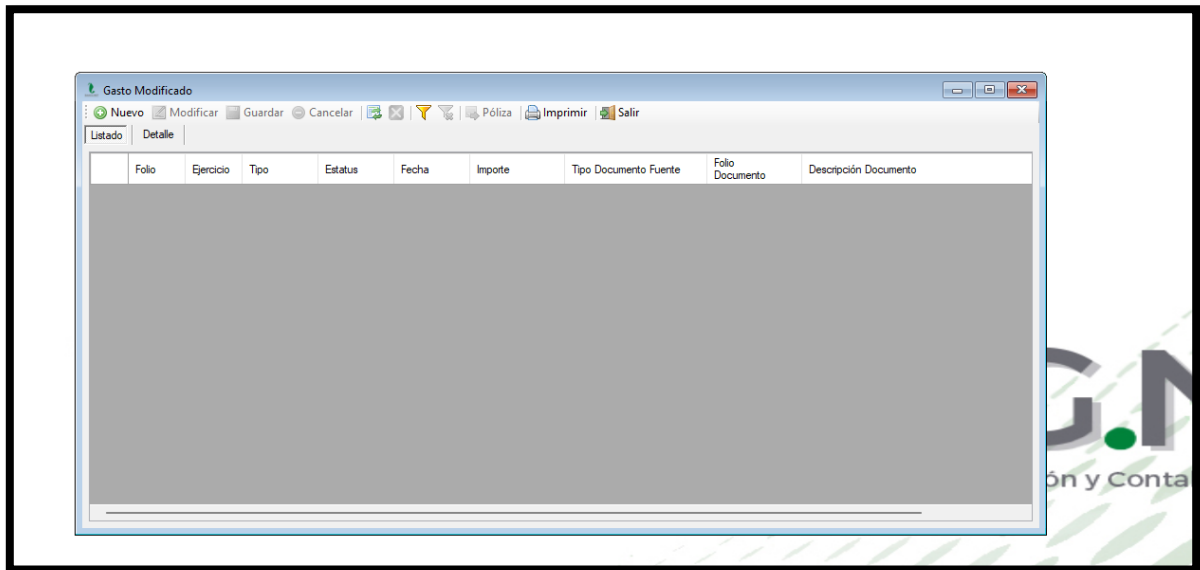 Gasto Modificado
Nuevo Modificar Guardar Cancelar Póliza Imprimir Salir
Listado Detalle
Folio Ejercicio Tipo Estatus Fecha Importe Tipo Documento Fuente Folio Documento Descripción Documento
G.N
ón y Conta